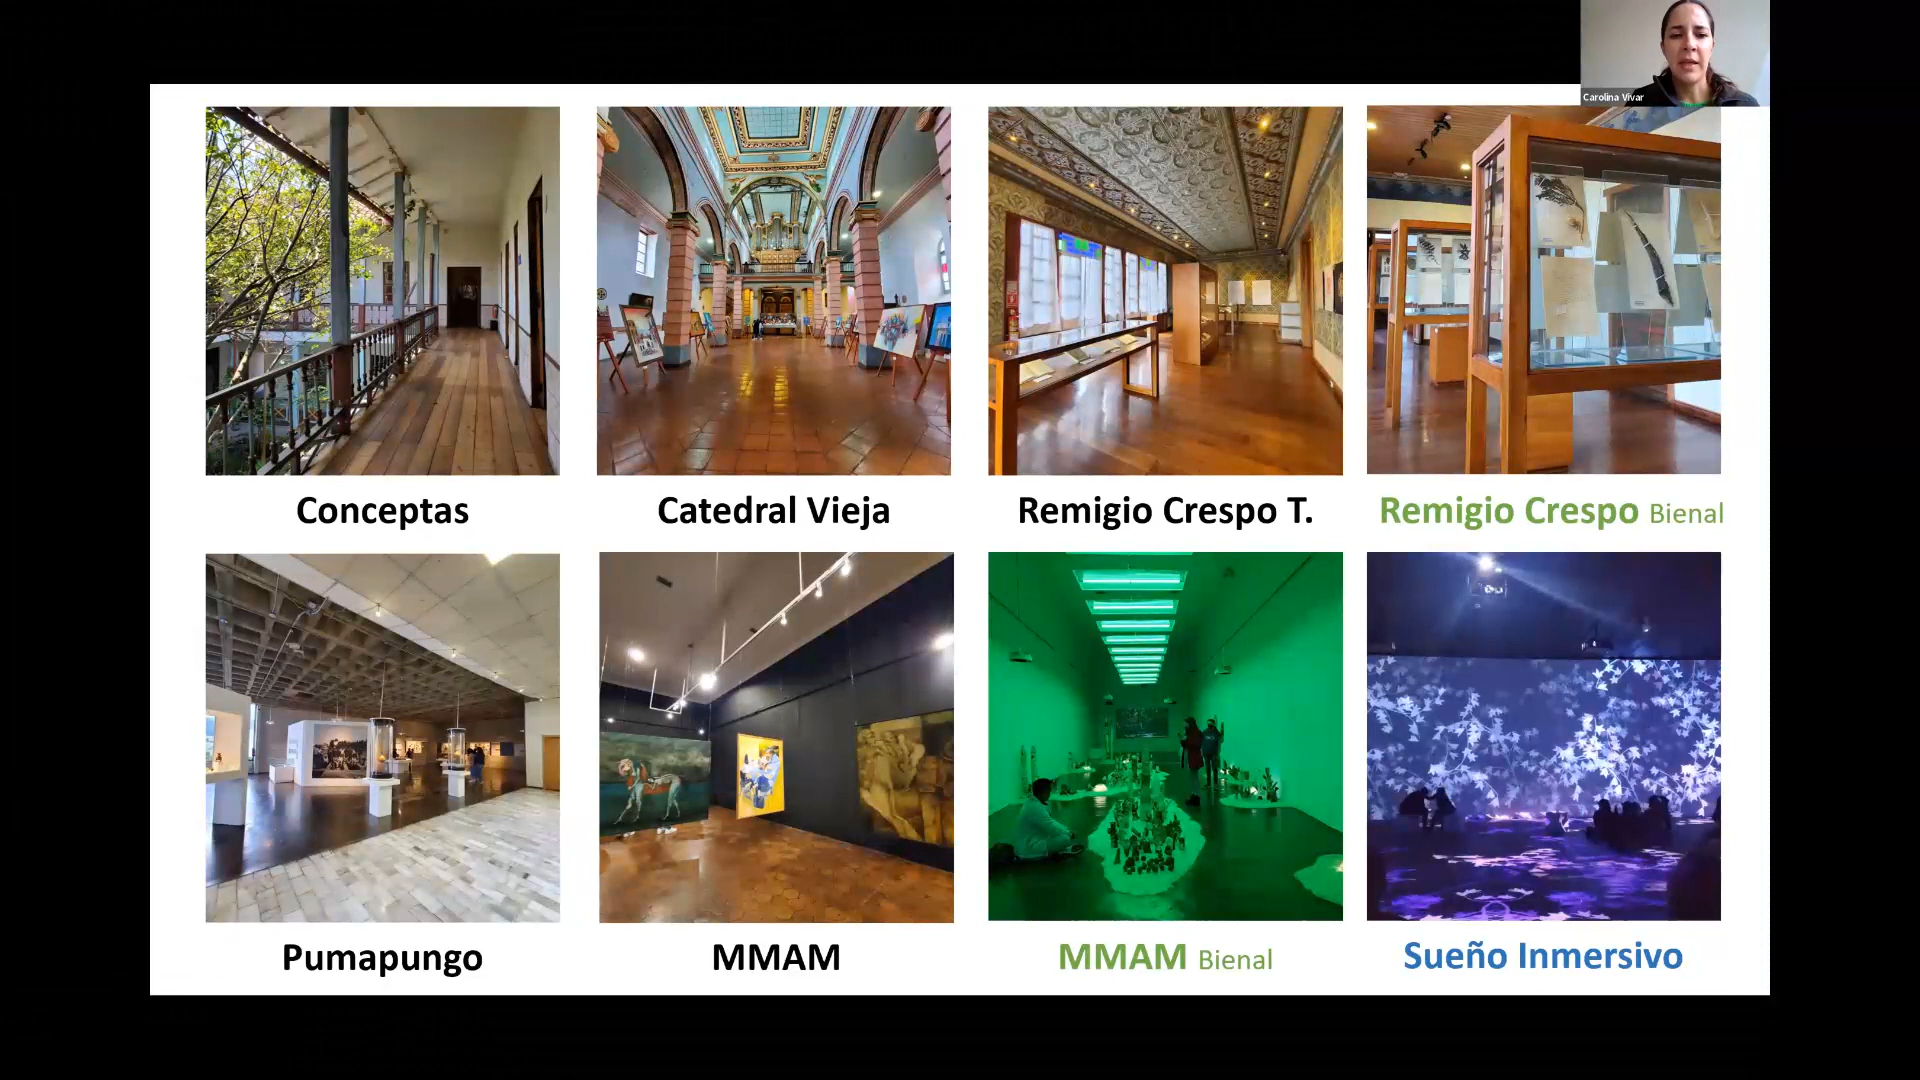 Carolina Vivar
Conceptas
Catedral Vieja
Remigio Crespo T.
Remigio Crespo Bienal
Pumapungo
MMAM
MMAM Bienal
Sueño Inmersivo